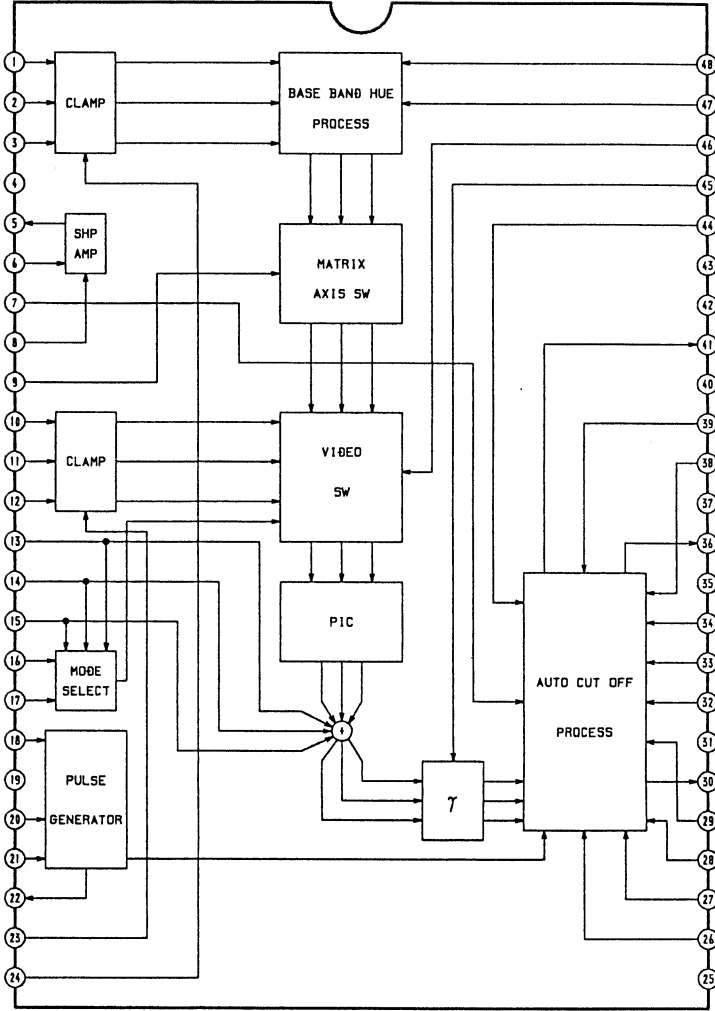 1
2
3
4
5
6
7
8
9
10
11
12
13
14
15
16
17
18
19
20
21
22
23
24
CLAMP
SHP
AMP
CLAMP
MODE
SELECT
PULSE
GENERATOR
BASE BAND HUE
PROCESS
MATRIX
AXIS SW
VIDEO
SW
PIC
+
γ
AUTO CUT OFF
PROCESS
48
47
46
45
44
43
42
41
40
39
38
37
36
35
34
33
32
31
30
29
28
27
26
25